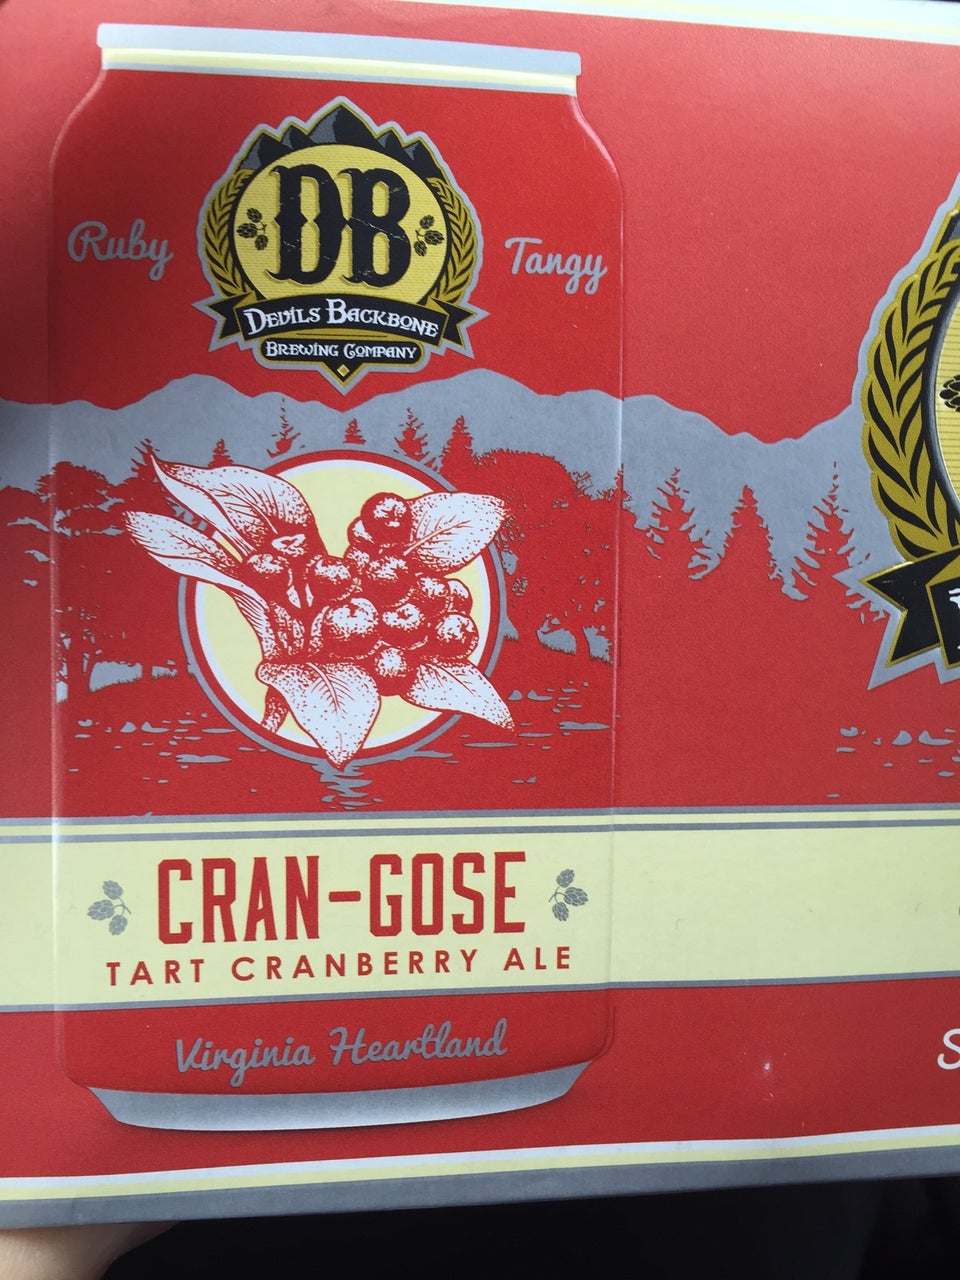 DB
Ruby
Tangy
Devils Backbone
Brewing Company
CRAN-GOSE
TART CRANBERRY ALE
Virginia Heartland
S